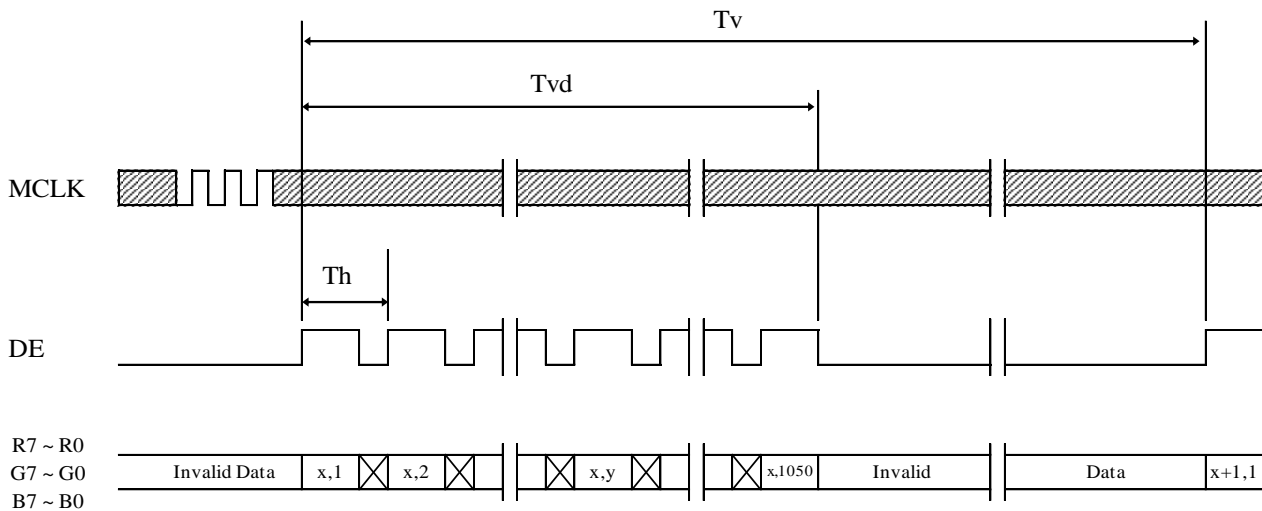 Tv
Tvd
MCLK
Th
DE
R7 ~ R0
G7 ~ G0
B7 ~ B0
Invalid Data x,1 x,2 x,y x,1050 Invalid Data x+1,1